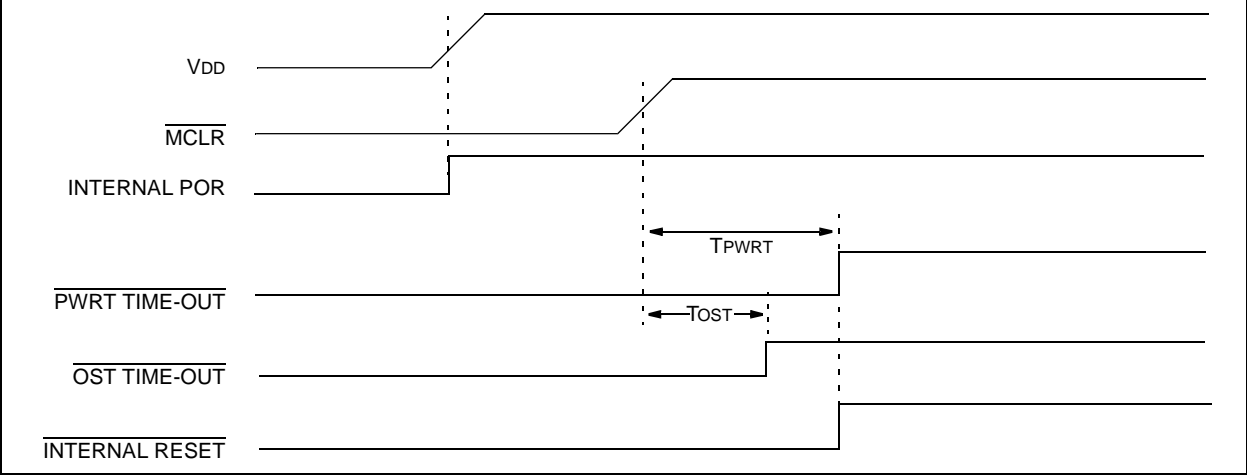 VDD
MCLR
INTERNAL POR
TPWRT
PWRT TIME-OUT
TOST
OST TIME-OUT
INTERNAL RESET